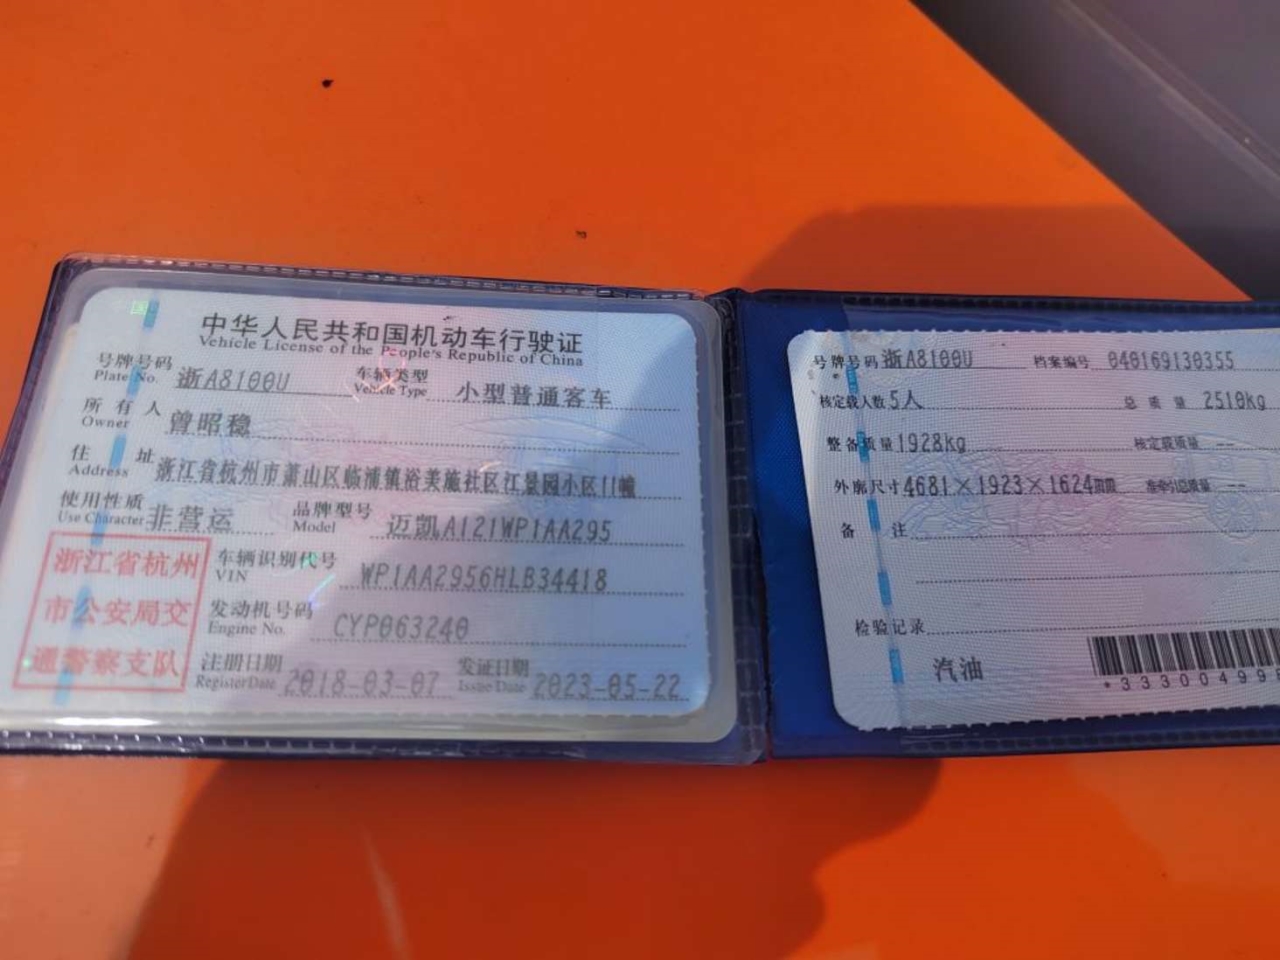 中华人民共和国机动车行驶证
Vehicle License of the People's Republic of China
号牌号码 浙A8100U 车辆类型 小型普通客车
Plate No. Vehicle Type
所有人 曾昭稳
Owner
住址 浙江省杭州市萧山区临浦镇浴美施社区江景园小区11幢
Address
使用性质 非营运 品牌型号 迈凯A121WP1AA295
Use Character Model
浙江省杭州
市公安局交
通警察支队
车辆识别代号 WP1AA2956HLB34418
VIN
发动机号码 CYP063240
Engine No.
注册日期 2018-03-07 发证日期 2023-05-22
Register Date Issue Date
号牌号码 浙A8100U 档案编号 040169130355
核定载人数 5人 总质量 2510kg
整备质量 1928kg 核定载质量 --
外廓尺寸 4681×1923×1624mm 牵引总质量 --
备注
检验记录
汽油
*33300499